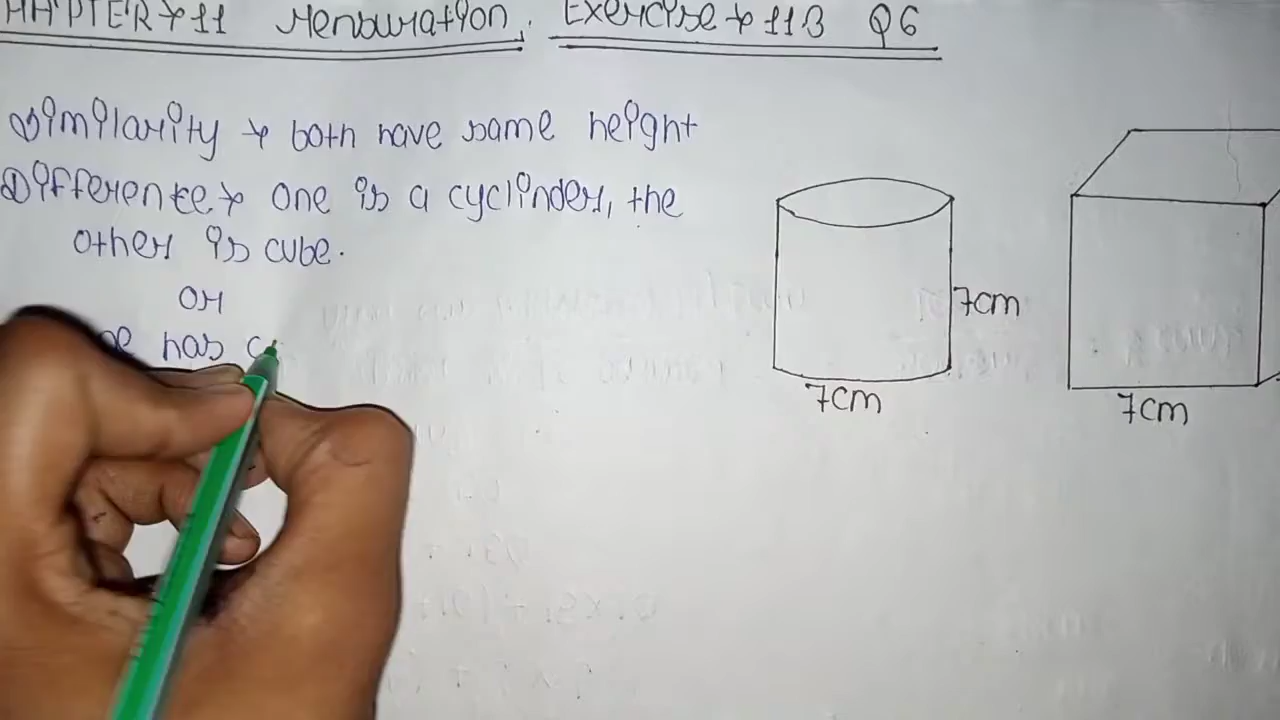 CHAPTER → 11 Mensuration. Exercise → 11.3 Q6
Similarity → both have same height
Difference → one is a cyclinder, the
other is cube.
or
has
7cm
7cm
7cm